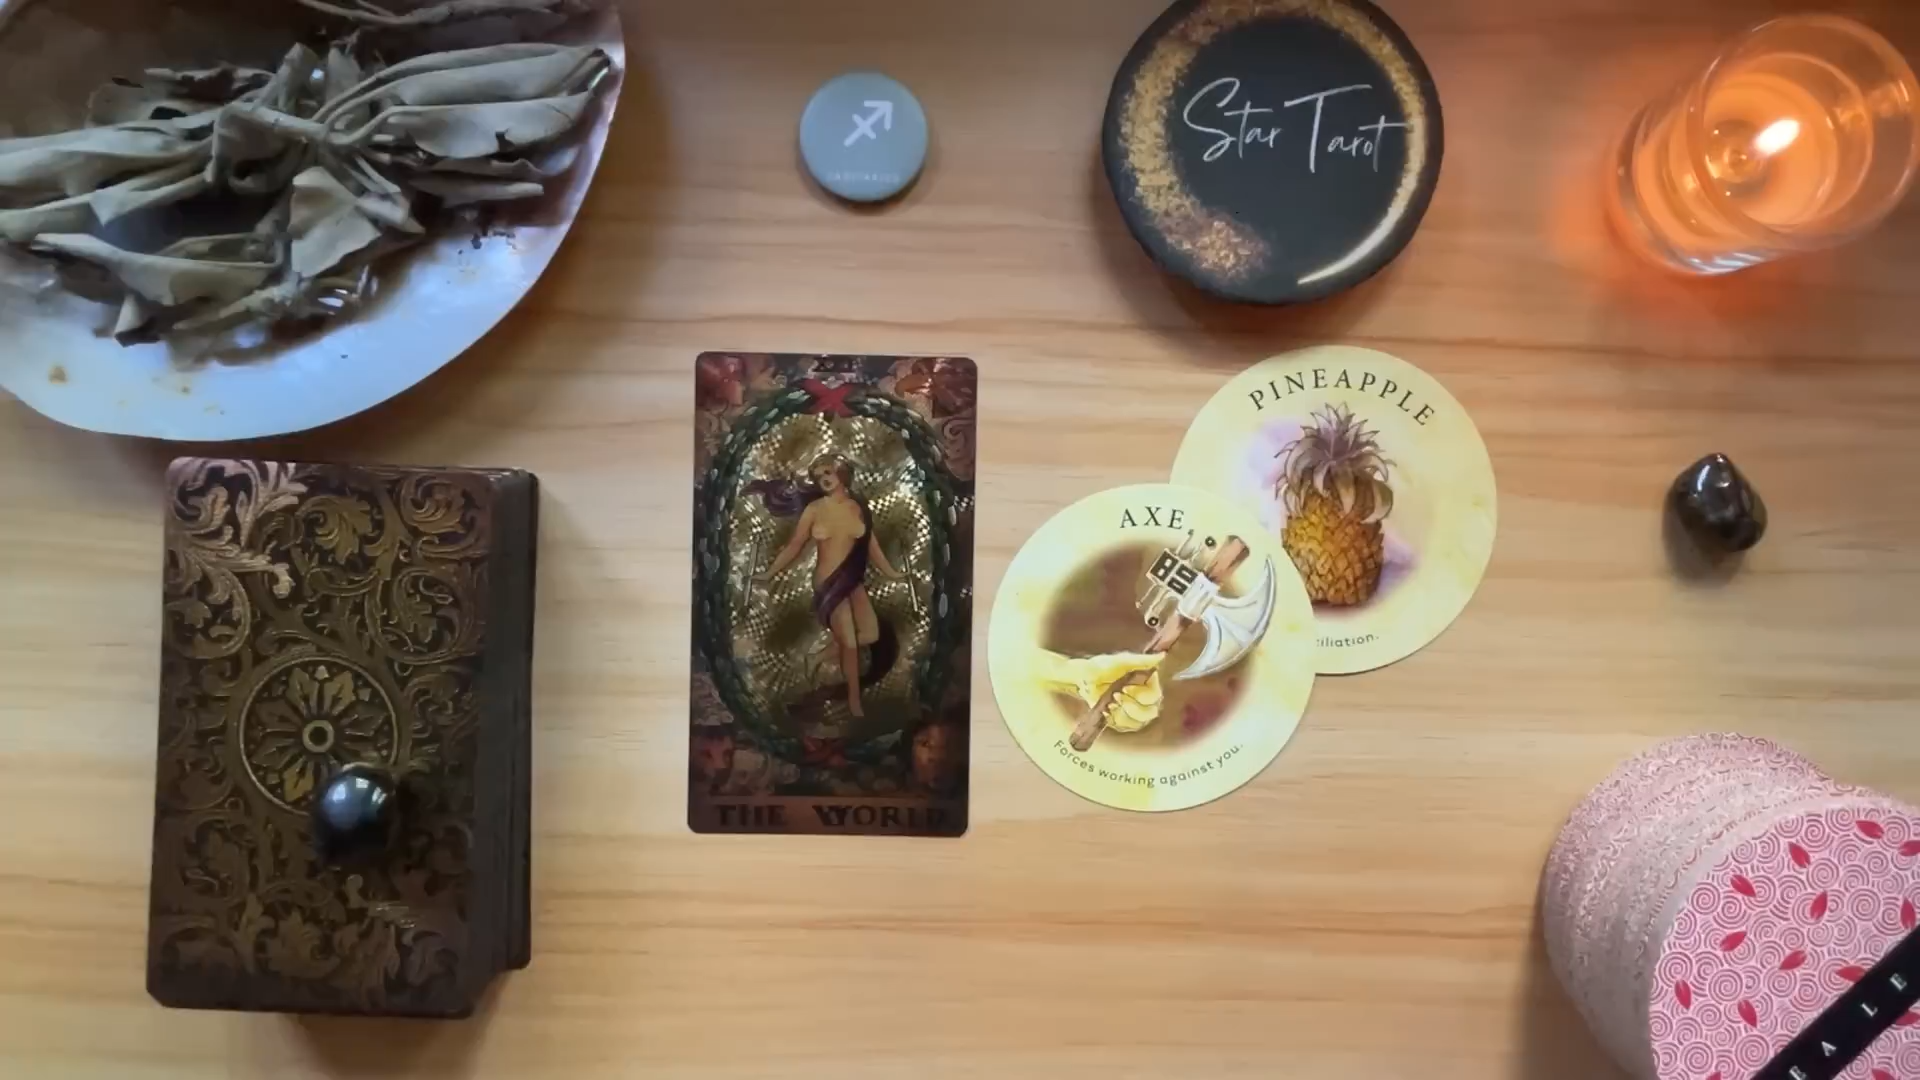 Star Tarot
PINEAPPLE
AXE
Forces working against you.
THE WORLD